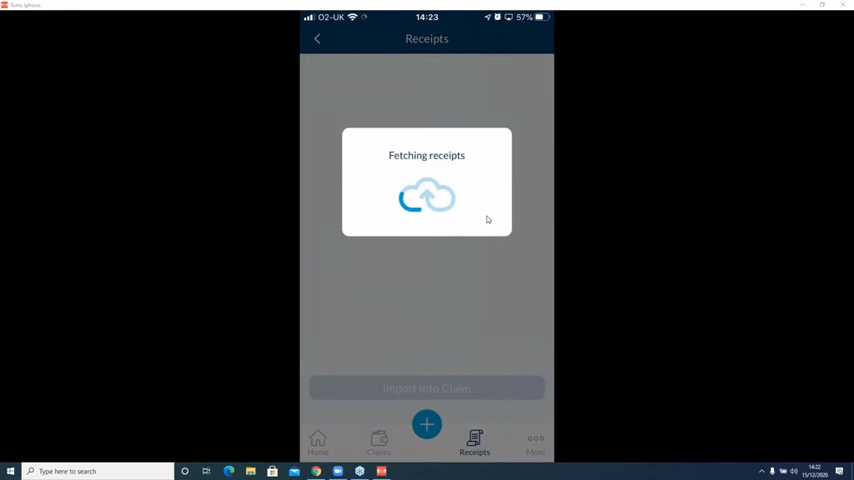 Toms Iphone
O2-UK 14:23 57%
Receipts
Fetching receipts
Import into Claim
Home Claims Receipts More
Type here to search
14:22
15/12/2020